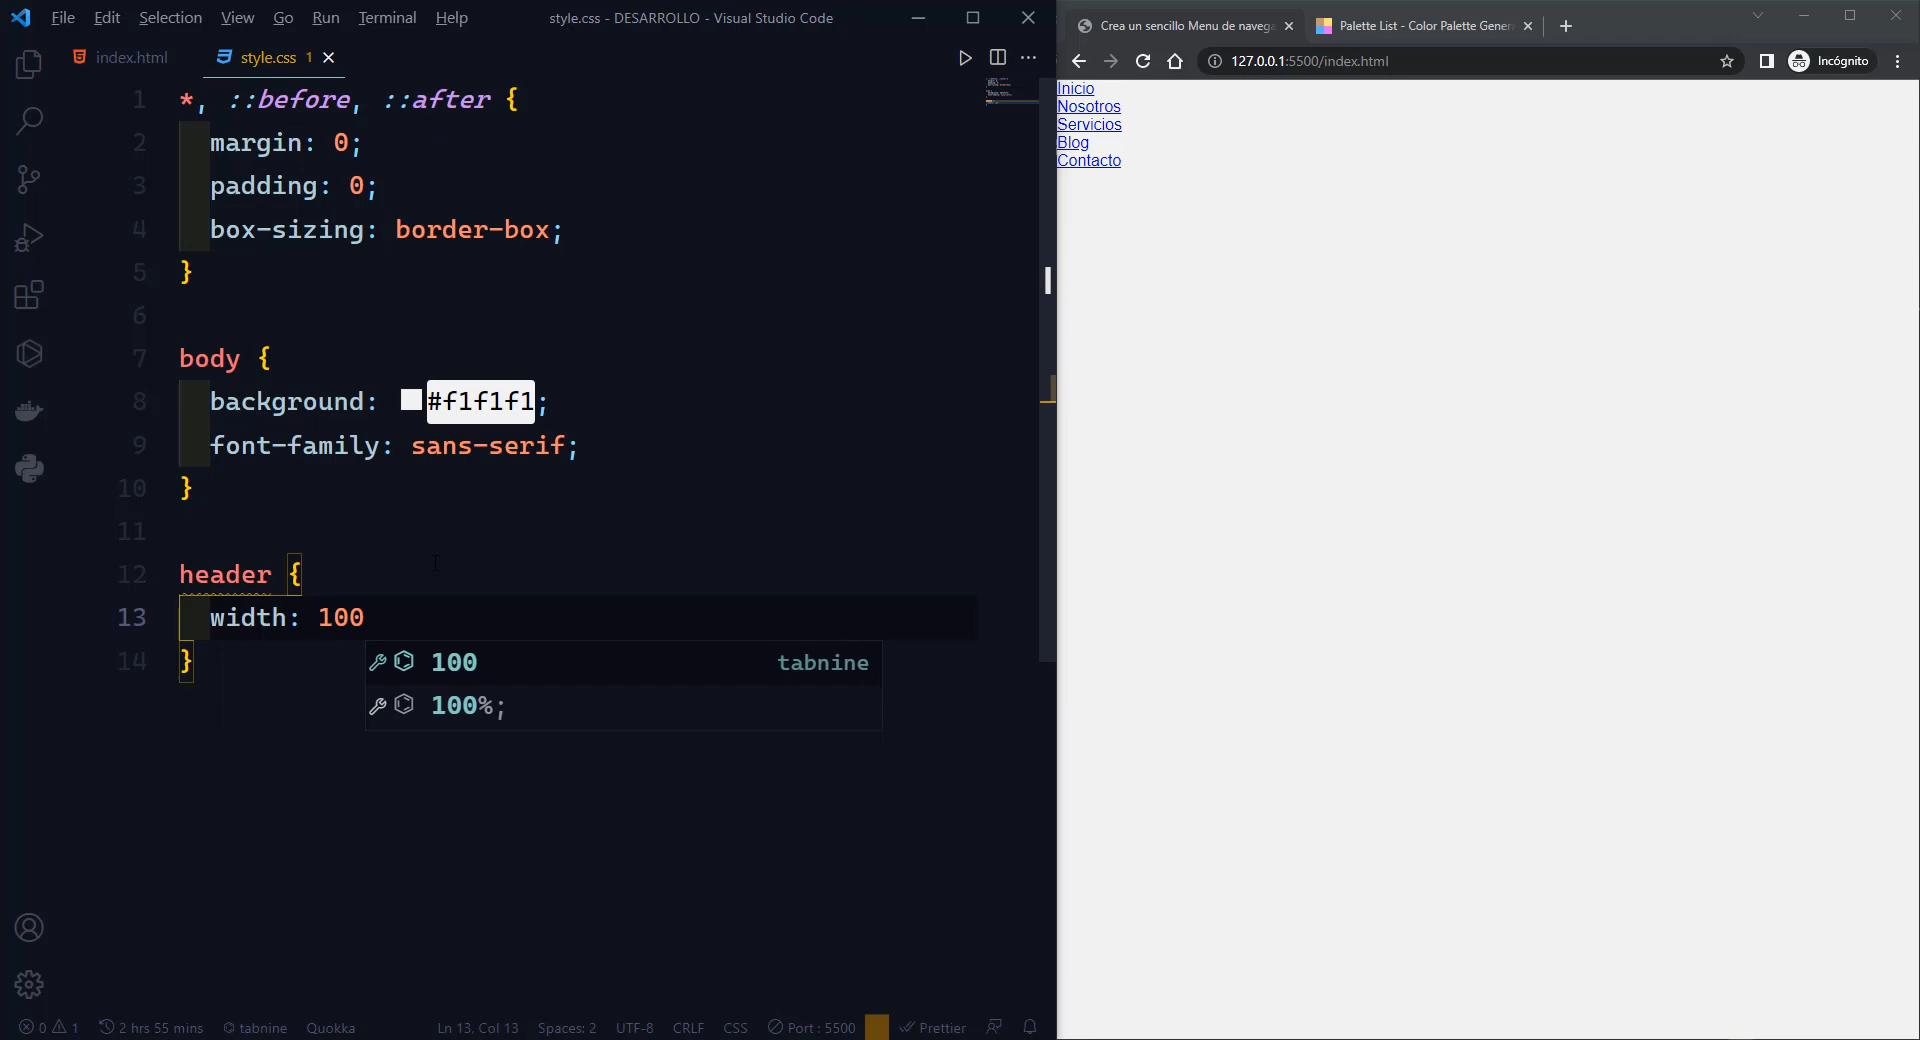 File Edit Selection View Go Run Terminal Help style.css - DESARROLLO - Visual Studio Code
index.html style.css 1
1 *, ::before, ::after {
2 margin: 0;
3 padding: 0;
4 box-sizing: border-box;
5 }
6
7 body {
8 background: #f1f1f1;
9 font-family: sans-serif;
10 }
11
12 header {
13 width: 100
14 }
100 tabnine
100%;
0 1 2 hrs 55 mins tabnine Quokka Ln 13, Col 13 Spaces: 2 UTF-8 CRLF CSS Port : 5500 Prettier
Crea un sencillo Menu de navega Palette List - Color Palette Gener
127.0.0.1:5500/index.html Incógnito
Inicio
Nosotros
Servicios
Blog
Contacto